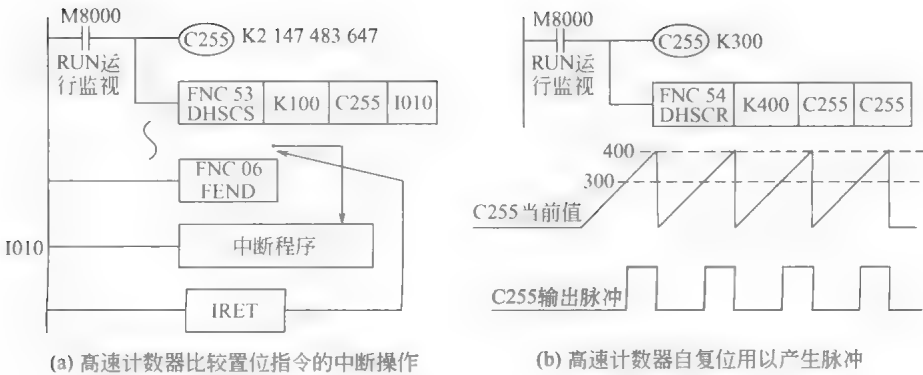 M8000
C255 K2 147 483 647
RUN运
行监视
FNC 53
DHSCS K100 C255 I010
FNC 06
FEND
I010
中断程序
IRET
(a) 高速计数器比较置位指令的中断操作
M8000
C255 K300
RUN运
行监视
FNC 54
DHSCR K400 C255 C255
400
300
C255当前值
C255输出脉冲
(b) 高速计数器自复位用以产生脉冲